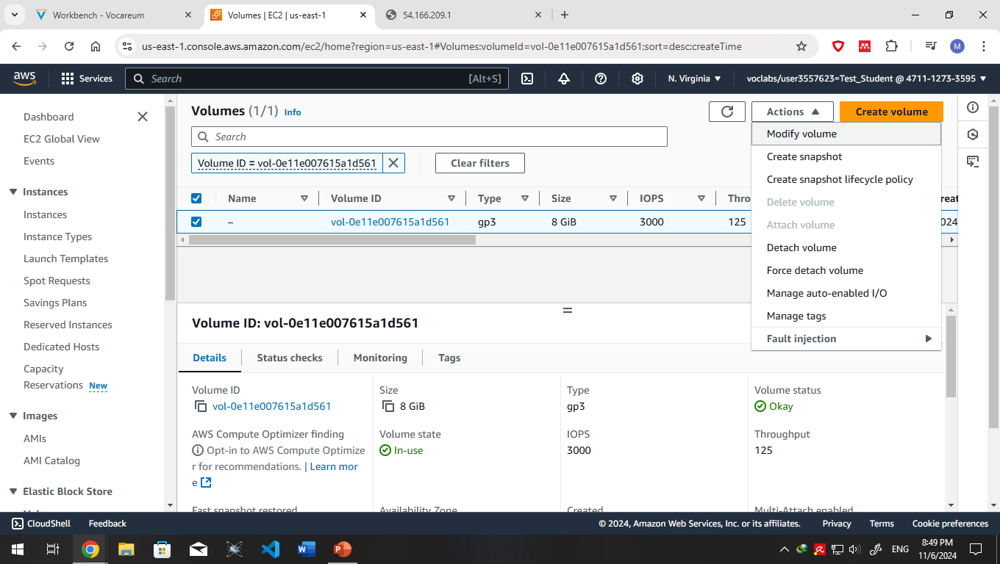 Workbench - Vocareum
Volumes | EC2 | us-east-1
54.166.209.1
us-east-1.console.aws.amazon.com/ec2/home?region=us-east-1#Volumes:volumeId=vol-0e11e007615a1d561;sort=desc:createTime
M
aws
Services
Search
[Alt+S]
N. Virginia
voclabs/user3557623=Test_Student @ 4711-1273-3595
Dashboard
EC2 Global View
Events
Instances
Instances
Instance Types
Launch Templates
Spot Requests
Savings Plans
Reserved Instances
Dedicated Hosts
Capacity
Reservations New
Images
AMIs
AMI Catalog
Elastic Block Store
Volumes (1/1) Info
Actions
Create volume
Search
Volume ID = vol-0e11e007615a1d561
Clear filters
Name Volume ID Type Size IOPS Thro
– vol-0e11e007615a1d561 gp3 8 GiB 3000 125
Modify volume
Create snapshot
Create snapshot lifecycle policy
Delete volume
Attach volume
Detach volume
Force detach volume
Manage auto-enabled I/O
Manage tags
Fault injection
Volume ID: vol-0e11e007615a1d561
Details Status checks Monitoring Tags
Volume ID
vol-0e11e007615a1d561
Size
8 GiB
Type
gp3
Volume status
Okay
AWS Compute Optimizer finding
Opt-in to AWS Compute Optimize
r for recommendations. | Learn mor
e
Volume state
In-use
IOPS
3000
Throughput
125
Fast snapshot restored
Availability Zone
Created
Multi-Attach enabled
CloudShell Feedback
© 2024, Amazon Web Services, Inc. or its affiliates.
Privacy Terms Cookie preferences
ENG
8:49 PM
11/6/2024